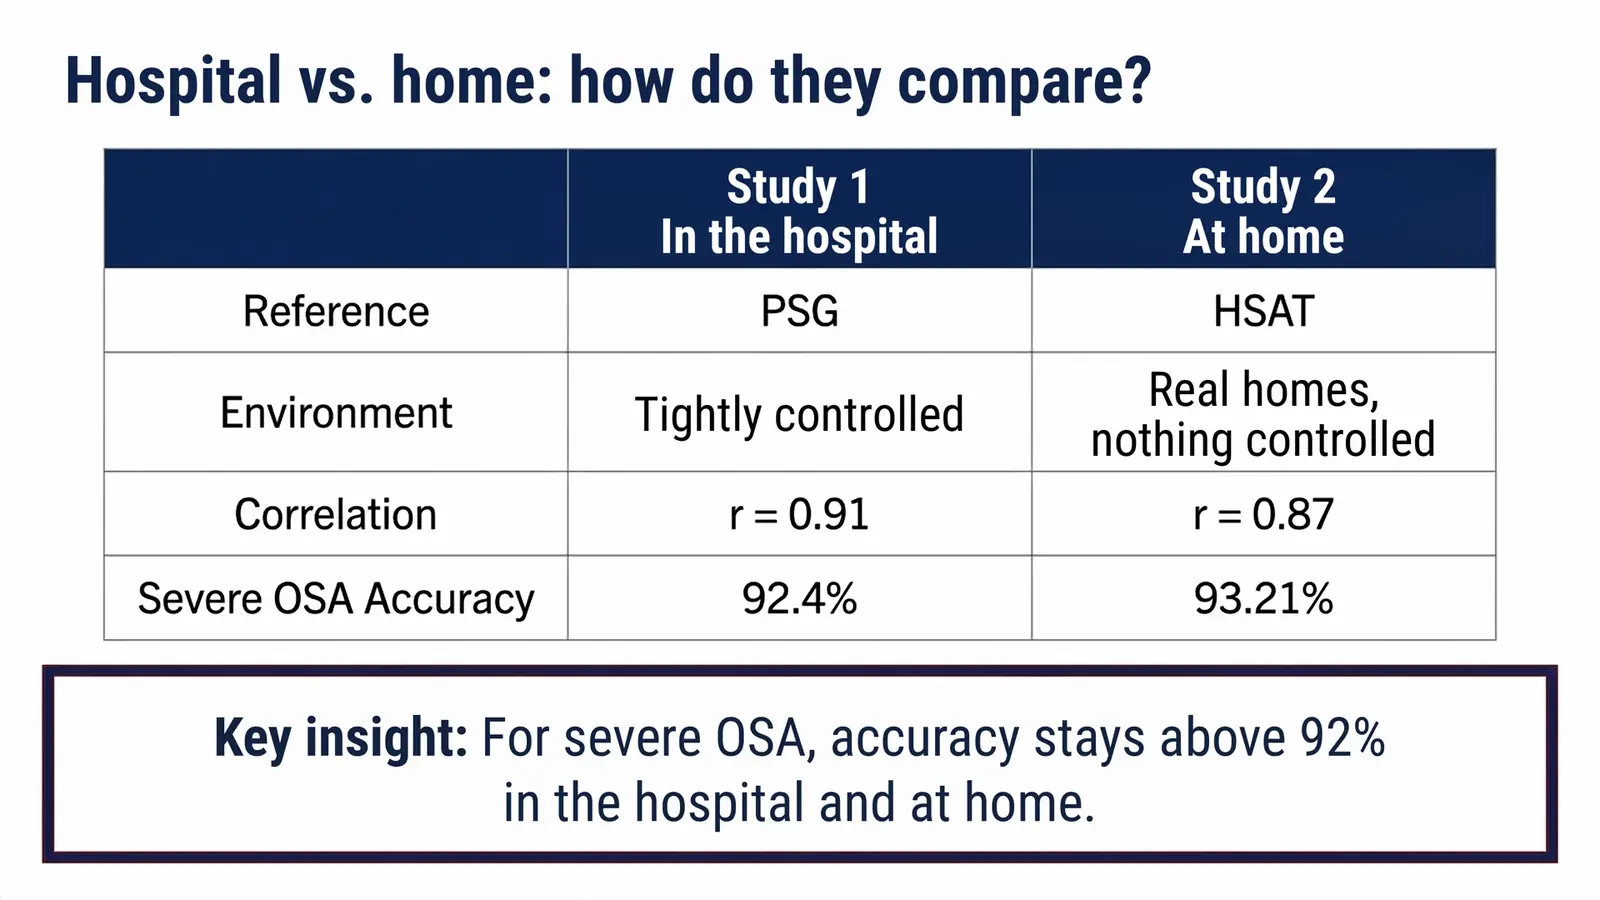 Hospital vs. home: how do they compare?
Study 1
In the hospital
Study 2
At home
Reference
PSG
HSAT
Environment
Tightly controlled
Real homes,
nothing controlled
Correlation
r = 0.91
r = 0.87
Severe OSA Accuracy
92.4%
93.21%
Key insight: For severe OSA, accuracy stays above 92%
in the hospital and at home.